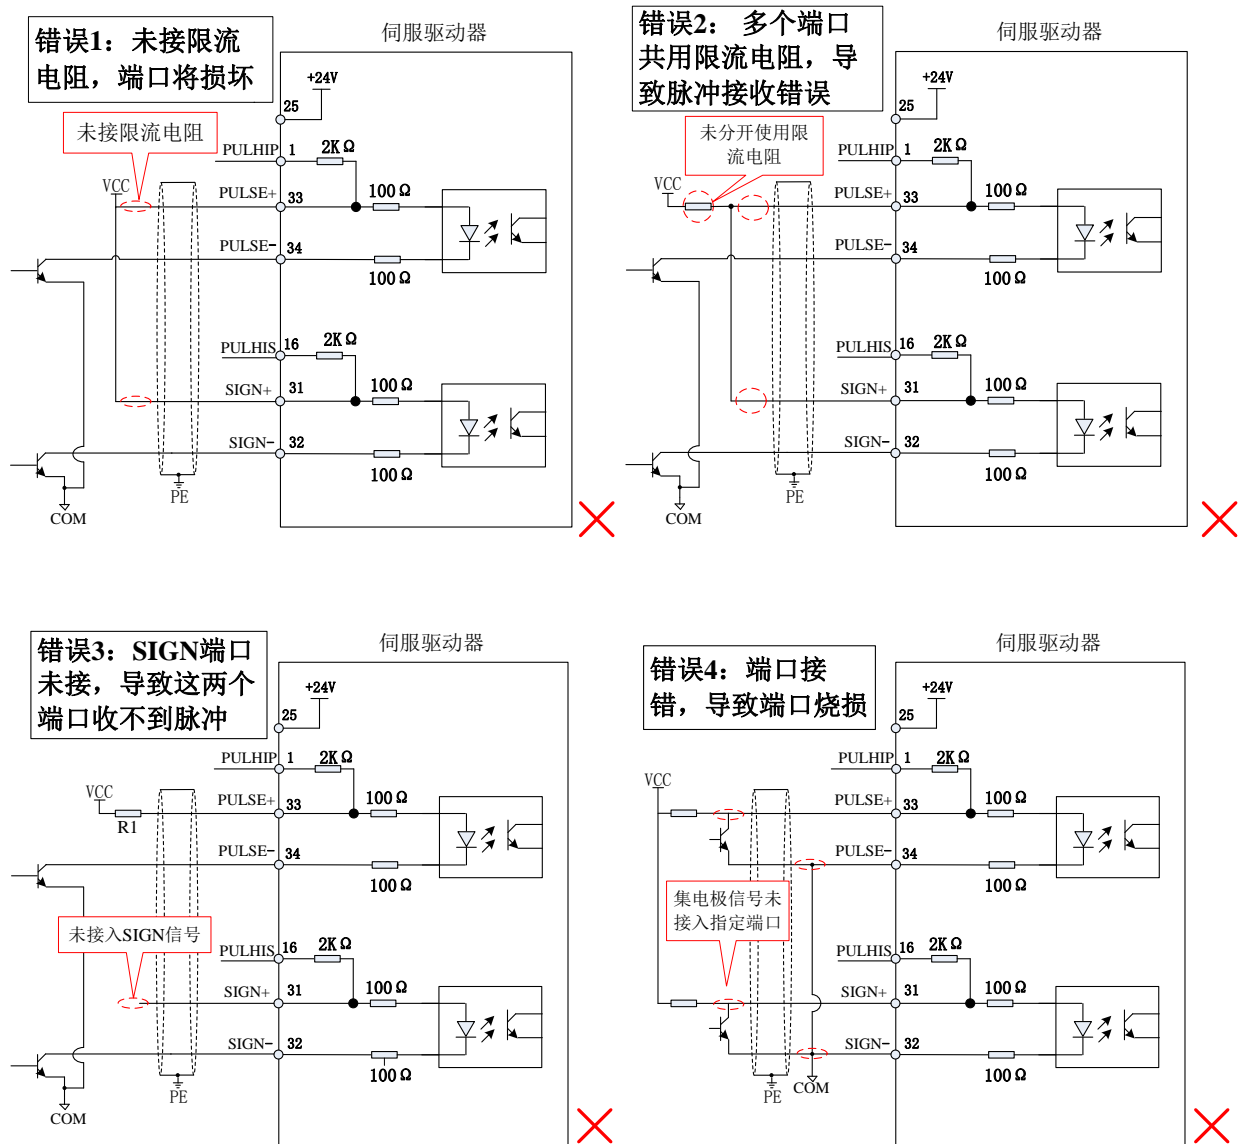 错误1：未接限流
电阻，端口将损坏
伺服驱动器
+24V
25
未接限流电阻
PULHIP 1 2KΩ
VCC
PULSE+ 33 100Ω
PULSE- 34
100Ω
PULHIS 16 2KΩ
SIGN+ 31 100Ω
SIGN- 32
100Ω
PE
COM
错误2： 多个端口
共用限流电阻，导
致脉冲接收错误
伺服驱动器
+24V
25
未分开使用限
流电阻
PULHIP 1 2KΩ
VCC
PULSE+ 33 100Ω
PULSE- 34
100Ω
PULHIS 16 2KΩ
SIGN+ 31 100Ω
SIGN- 32
100Ω
PE
COM
错误3：SIGN端口
未接，导致这两个
端口收不到脉冲
伺服驱动器
+24V
25
PULHIP 1 2KΩ
VCC
R1
PULSE+ 33 100Ω
PULSE- 34
100Ω
未接入SIGN信号
PULHIS 16 2KΩ
SIGN+ 31 100Ω
SIGN- 32
100Ω
PE
COM
错误4：端口接
错，导致端口烧损
伺服驱动器
+24V
25
PULHIP 1 2KΩ
VCC
PULSE+ 33 100Ω
PULSE- 34
100Ω
集电极信号未
接入指定端口
PULHIS 16 2KΩ
SIGN+ 31 100Ω
SIGN- 32
100Ω
PE
COM